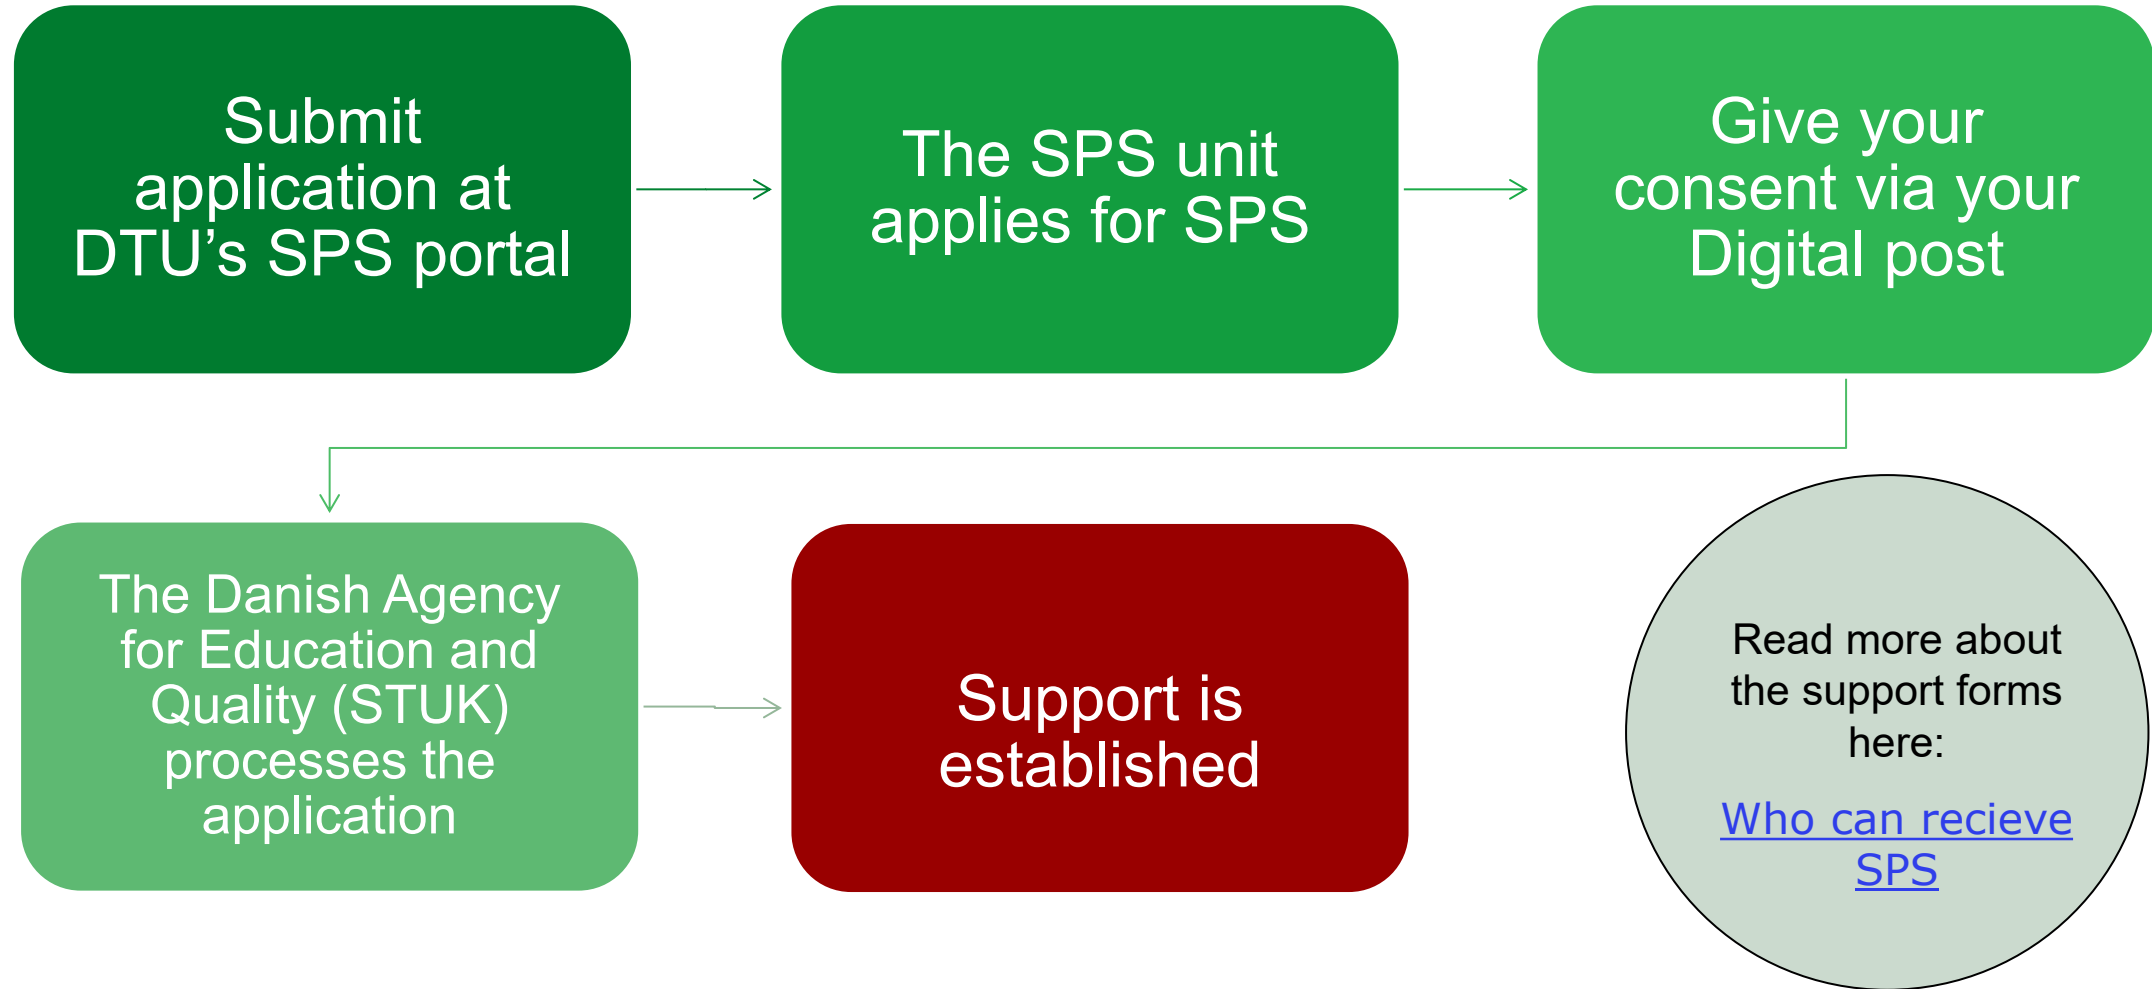 Submit
application at
DTU’s SPS portal
The SPS unit
applies for SPS
Give your
consent via your
Digital post
The Danish Agency
for Education and
Quality (STUK)
processes the
application
Support is
established
Read more about
the support forms
here:
Who can recieve
SPS